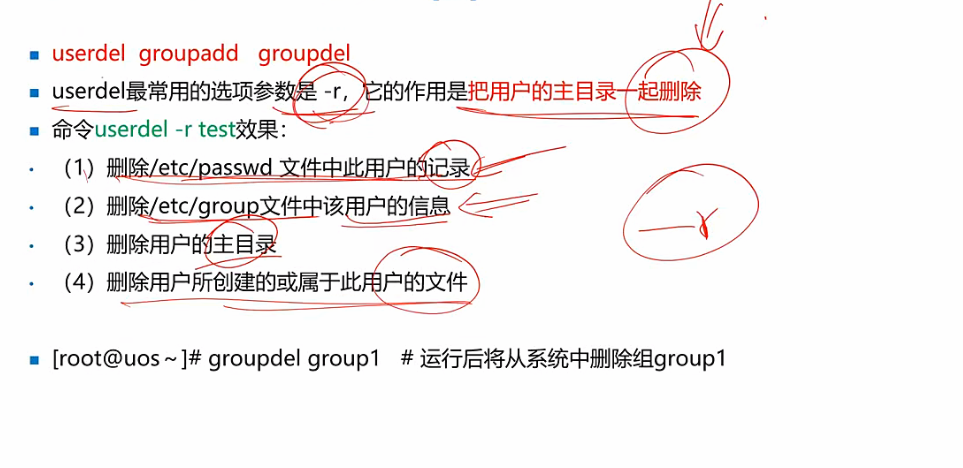 userdel groupadd groupdel
userdel最常用的选项参数是 -r，它的作用是把用户的主目录一起删除
命令userdel -r test效果：
（1）删除/etc/passwd 文件中此用户的记录
（2）删除/etc/group文件中该用户的信息
（3）删除用户的主目录
（4）删除用户所创建的或属于此用户的文件
—r
[root@uos ~]# groupdel group1 # 运行后将从系统中删除组group1